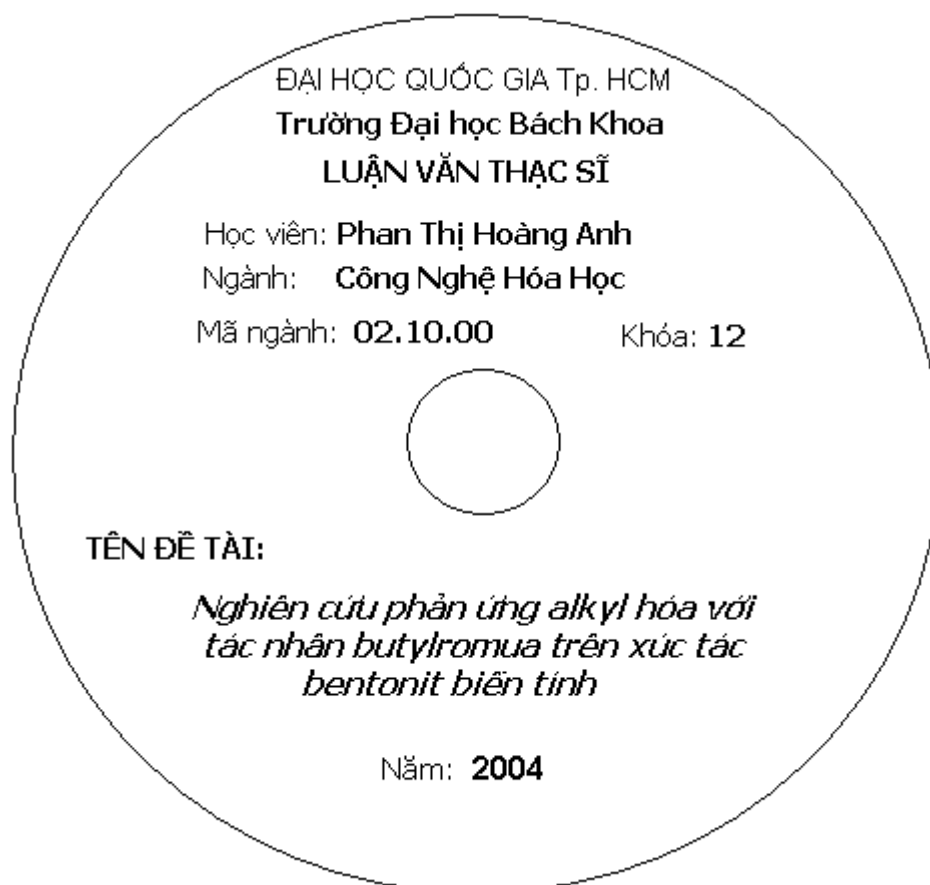 ĐẠI HỌC QUỐC GIA Tp. HCM
Trường Đại học Bách Khoa
LUẬN VĂN THẠC SĨ
Học viên: Phan Thị Hoàng Anh
Ngành: Công Nghệ Hóa Học
Mã ngành: 02.10.00 Khóa: 12
TÊN ĐỀ TÀI:
Nghiên cứu phản ứng alkyl hóa với
tác nhân butylromua trên xúc tác
bentonit biến tính
Năm: 2004